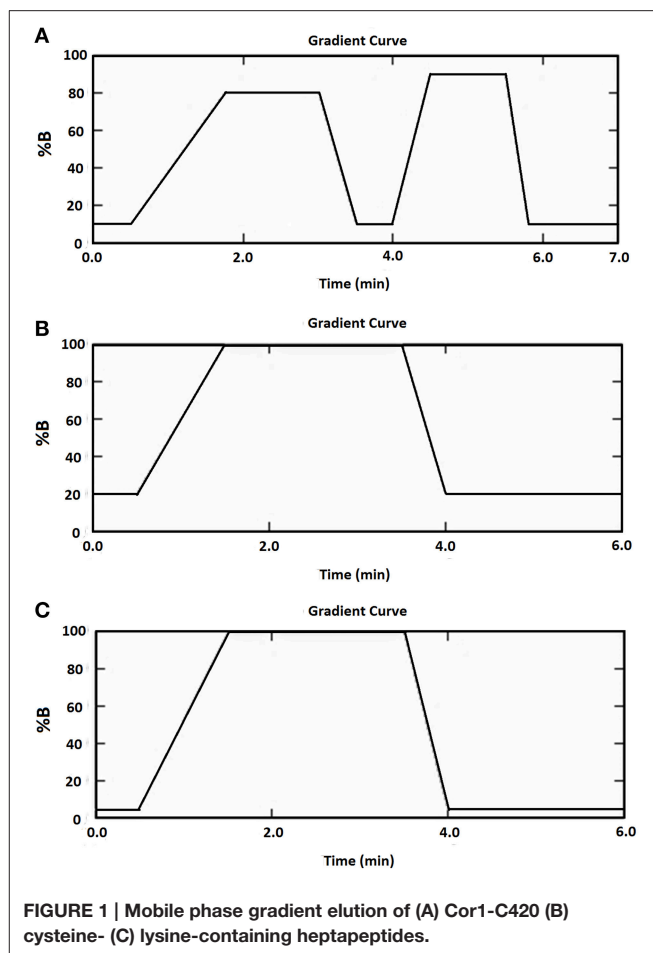 A
Gradient Curve
100
80
60
40
20
0
%B
0.0 2.0 4.0 6.0 7.0
Time (min)
B
Gradient Curve
100
80
60
40
20
0
%B
0.0 2.0 4.0 6.0
Time (min)
C
Gradient Curve
100
80
60
40
20
0
%B
0.0 2.0 4.0 6.0
Time (min)
FIGURE 1 | Mobile phase gradient elution of (A) Cor1-C420 (B)
cysteine- (C) lysine-containing heptapeptides.